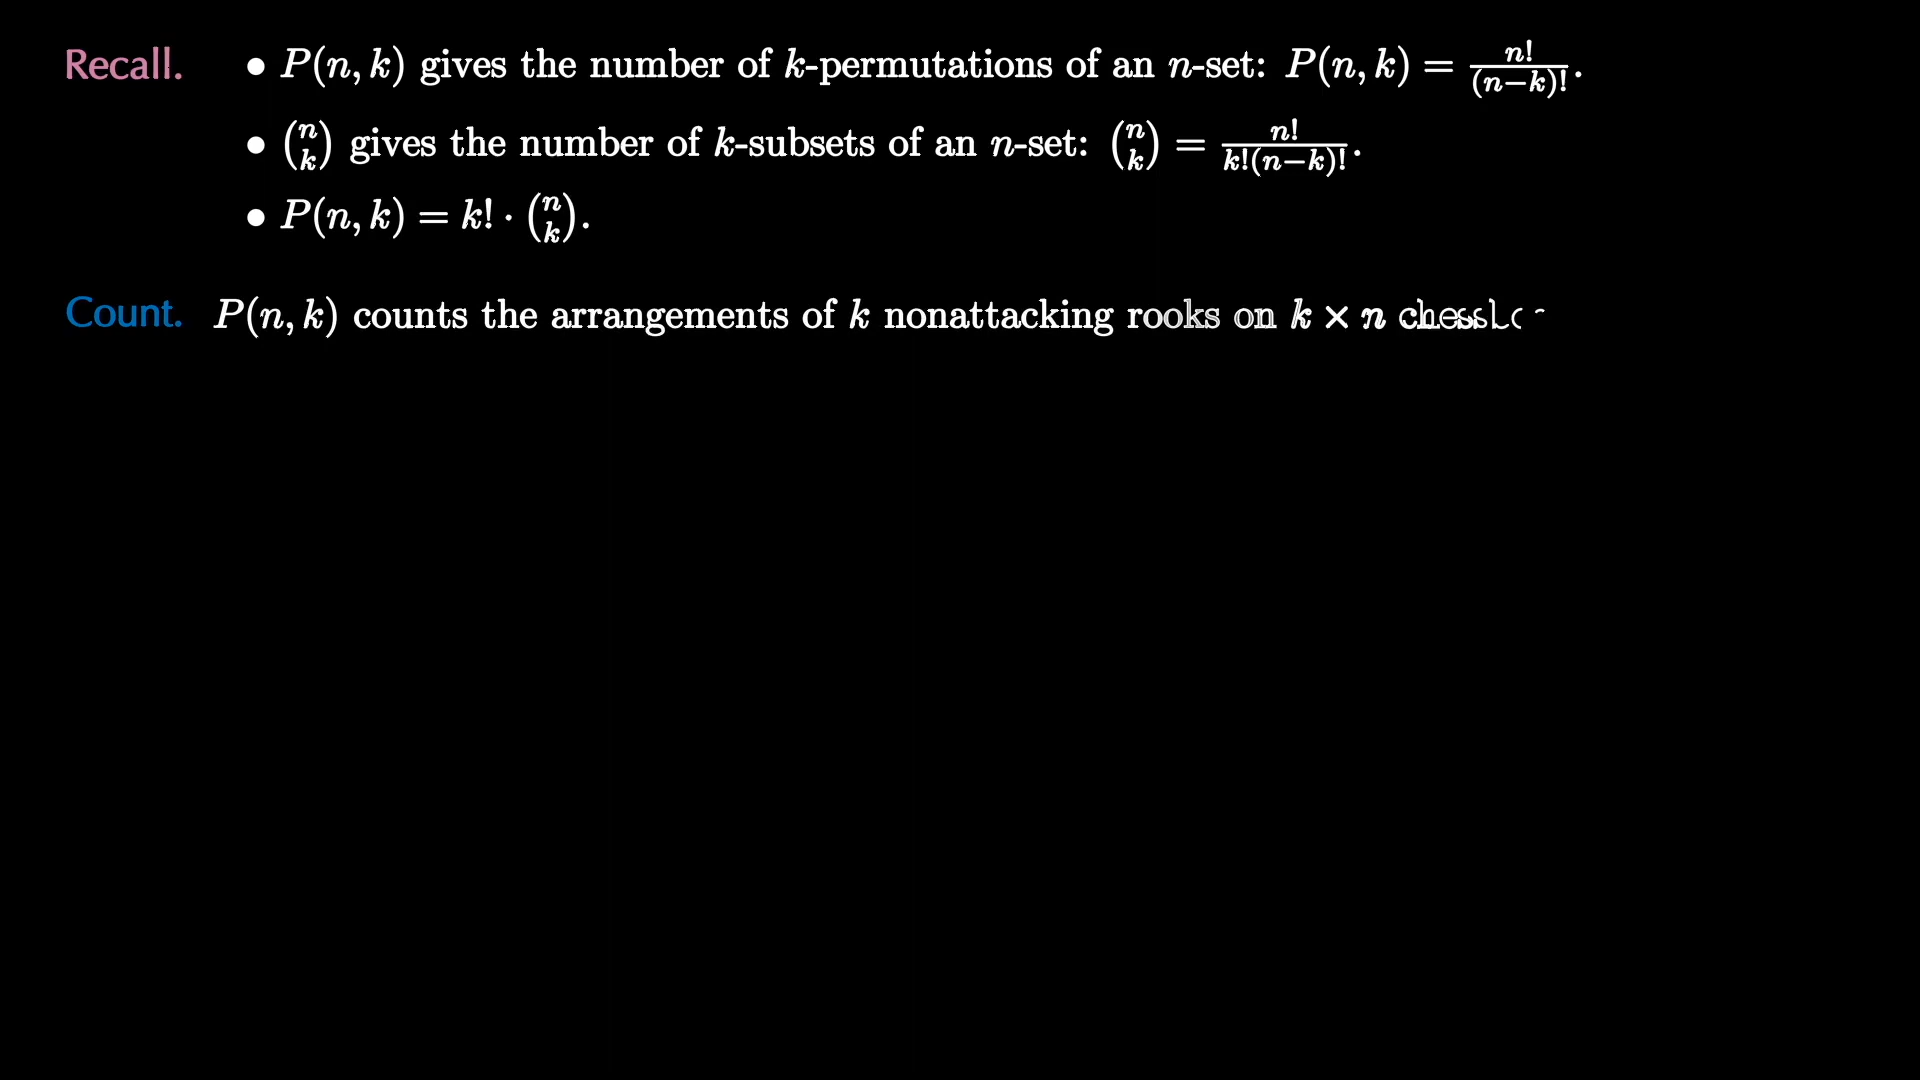 Recall. • P(n, k) gives the number of k-permutations of an n-set: P(n, k) = n!/(n−k)!.
• (n k) gives the number of k-subsets of an n-set: (n k) = n!/k!(n−k)!.
• P(n, k) = k! · (n k).
Count. P(n, k) counts the arrangements of k nonattacking rooks on k × n